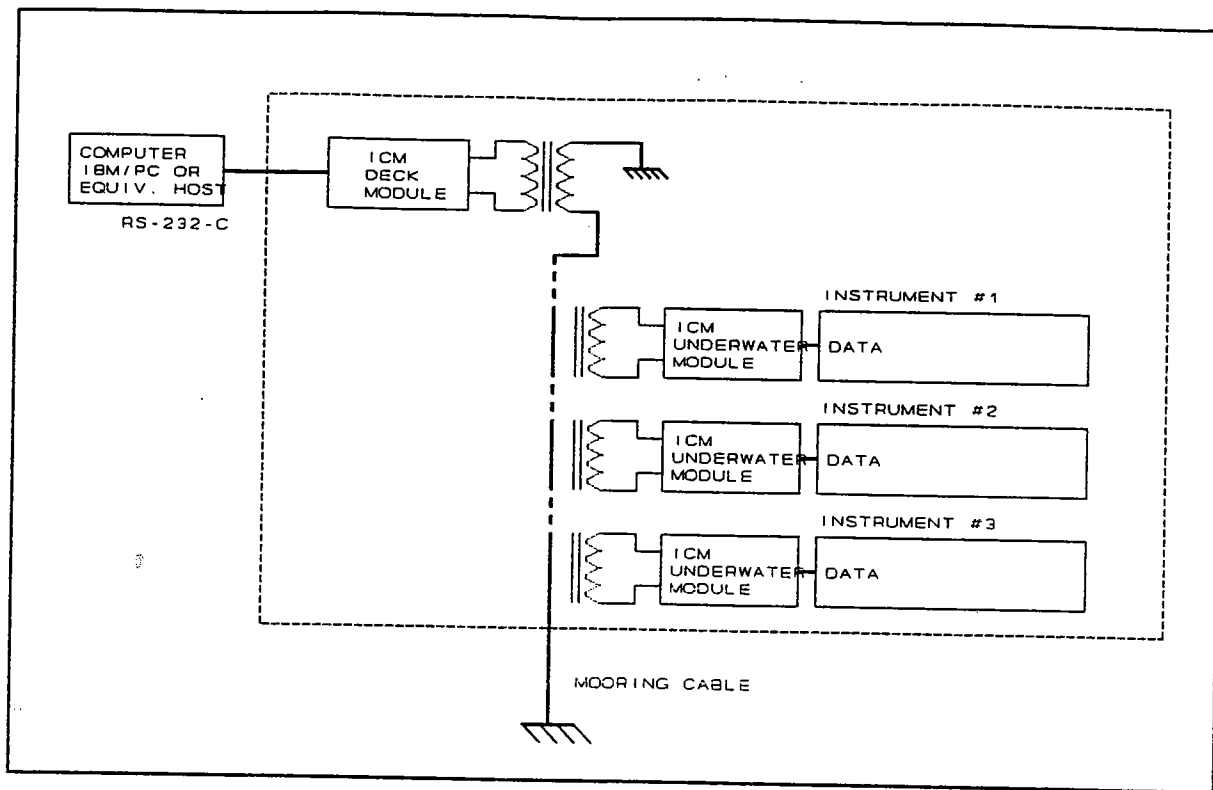 COMPUTER
IBM/PC OR
EQUIV. HOST
RS-232-C
ICM
DECK
MODULE
INSTRUMENT #1
ICM
UNDERWATER
MODULE
DATA
INSTRUMENT #2
ICM
UNDERWATER
MODULE
DATA
INSTRUMENT #3
ICM
UNDERWATER
MODULE
DATA
MOORING CABLE